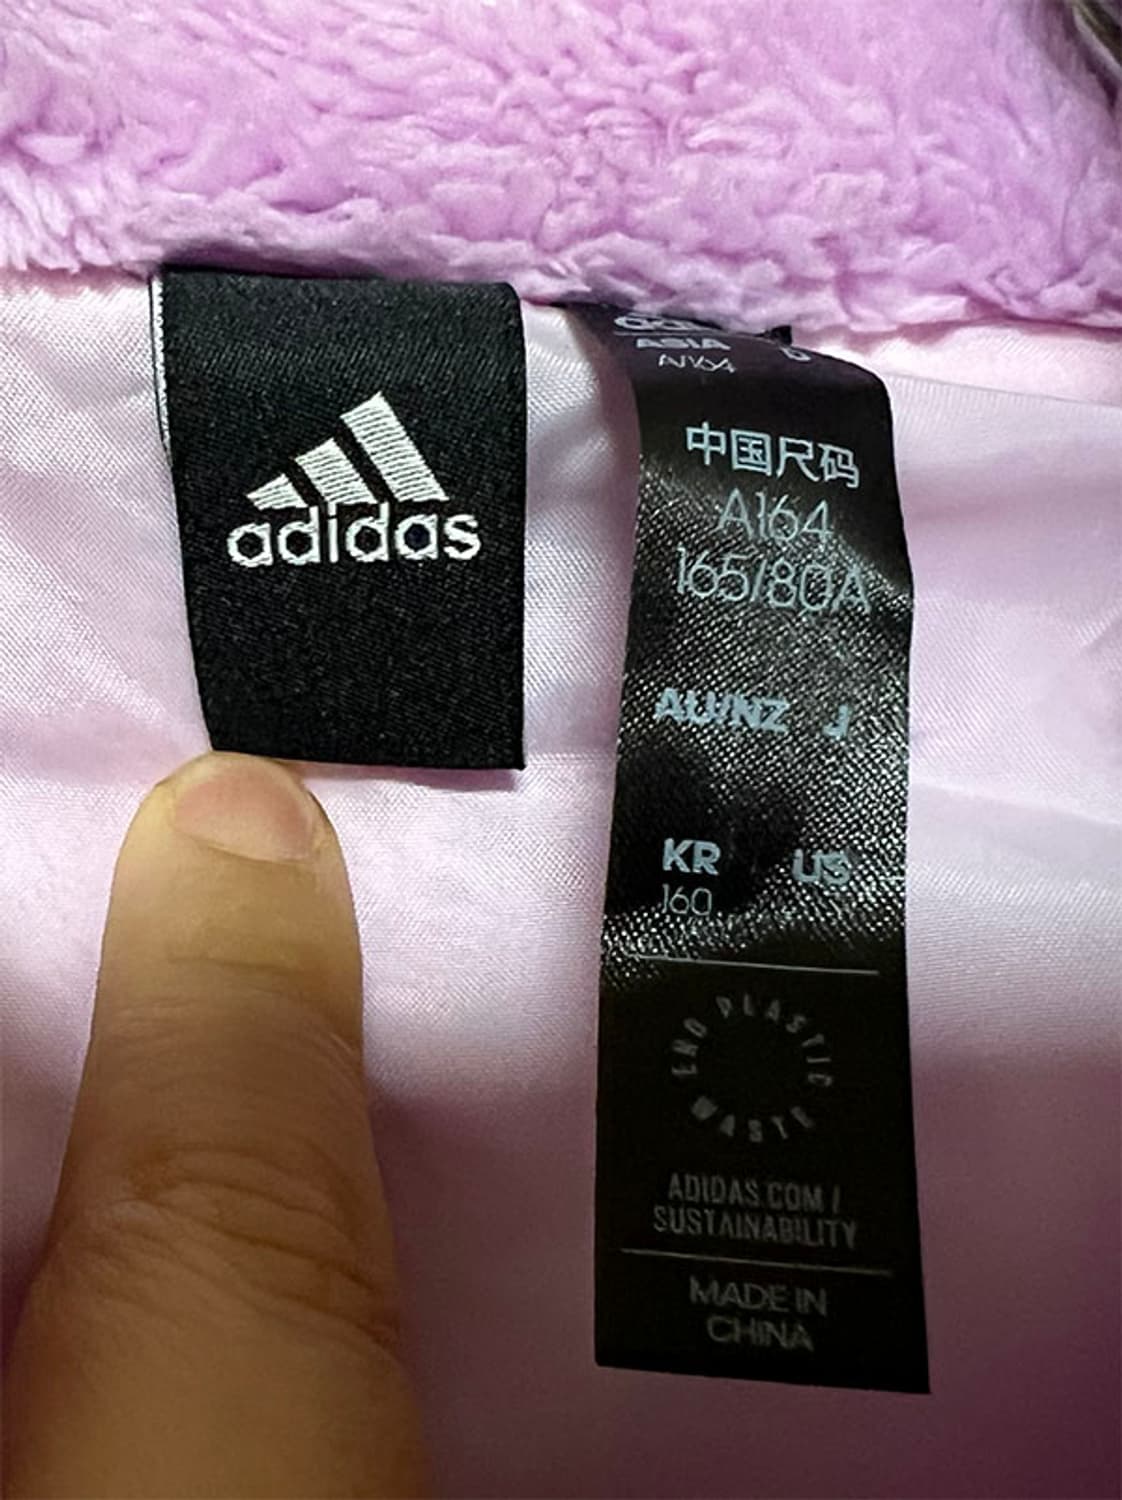 adidas
ASIA D
A/164
中国尺码
A164
165/80A
AU/NZ J
KR US
160
END PLASTIC WASTE
ADIDAS.COM /
SUSTAINABILITY
MADE IN
CHINA